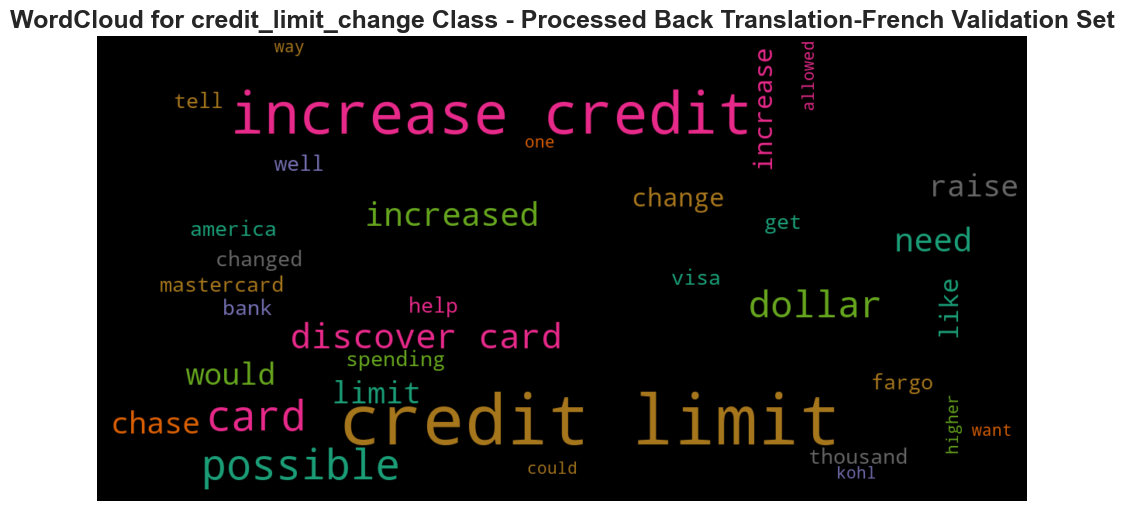 WordCloud for credit_limit_change Class - Processed Back Translation-French Validation Set
way
tell
increase credit
increase
allowed
one
well
change
raise
increased
get
america
need
changed
visa
mastercard
bank
help
dollar
like
discover card
spending
would
limit
fargo
chase
card
credit limit
higher
want
possible
could
thousand
kohl